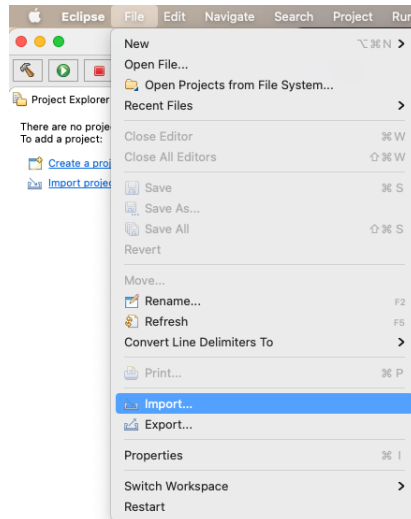 Eclipse File Edit Navigate Search Project Run
New ⌥⌘N >
Open File...
Open Projects from File System...
Project Explorer
Recent Files >
There are no proje
To add a project:
Create a proj
Import projec
Close Editor ⌘W
Close All Editors ⇧⌘W
Save ⌘S
Save As...
Save All ⇧⌘S
Revert
Move...
Rename... F2
Refresh F5
Convert Line Delimiters To >
Print... ⌘P
Import...
Export...
Properties ⌘I
Switch Workspace >
Restart